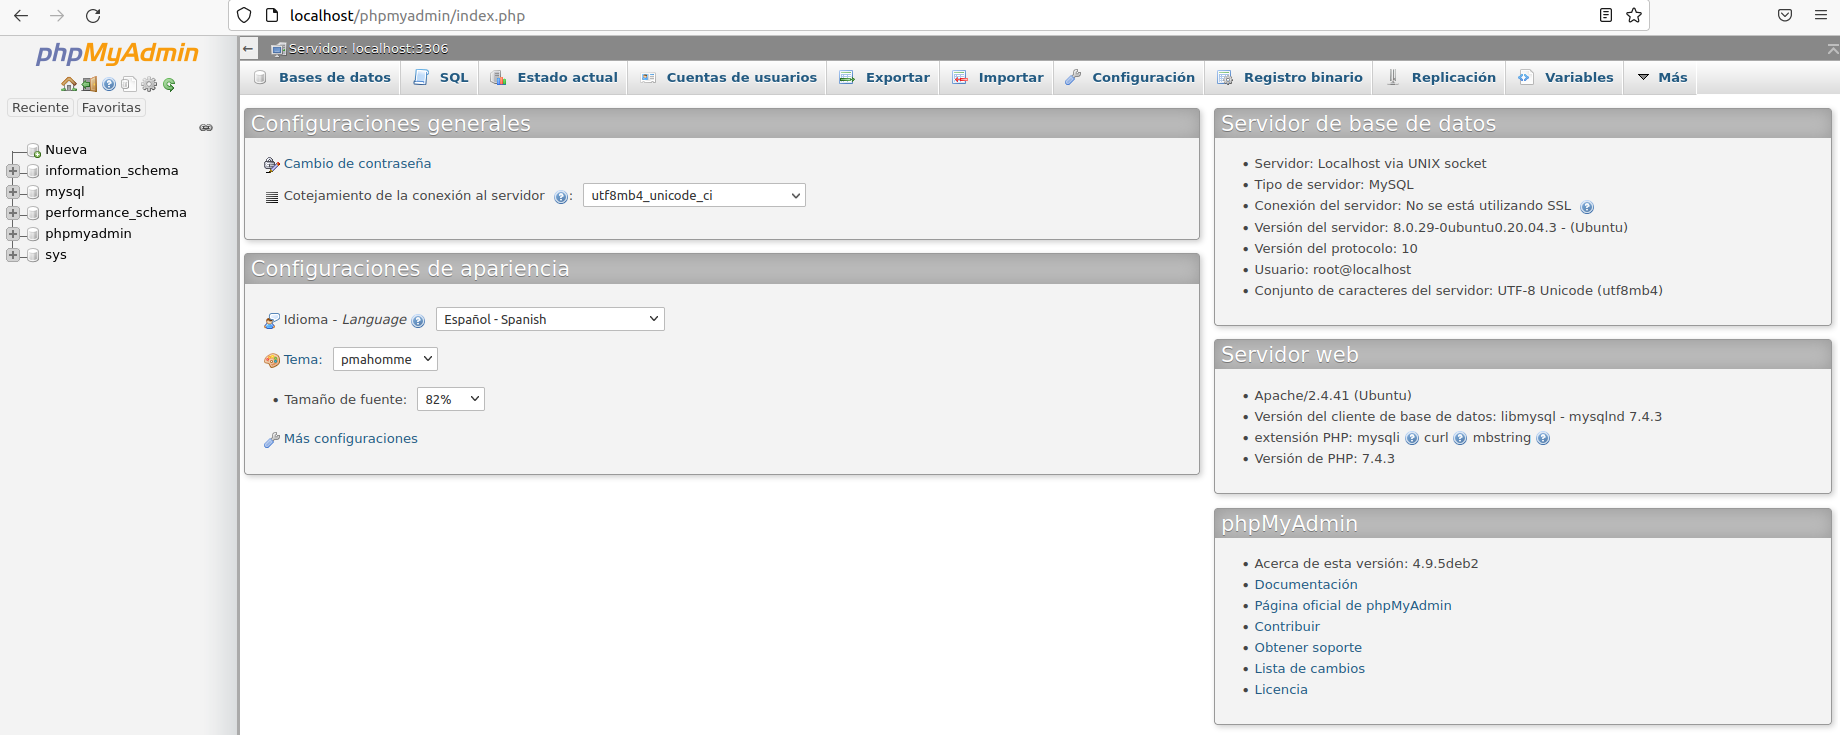 localhost/phpmyadmin/index.php
phpMyAdmin
Reciente Favoritas
Nueva
information_schema
mysql
performance_schema
phpmyadmin
sys
Servidor: localhost:3306
Bases de datos SQL Estado actual Cuentas de usuarios Exportar Importar Configuración Registro binario Replicación Variables Más
Configuraciones generales
Cambio de contraseña
Cotejamiento de la conexión al servidor : utf8mb4_unicode_ci
Configuraciones de apariencia
Idioma - Language Español - Spanish
Tema: pmahomme
• Tamaño de fuente: 82%
Más configuraciones
Servidor de base de datos
• Servidor: Localhost via UNIX socket
• Tipo de servidor: MySQL
• Conexión del servidor: No se está utilizando SSL
• Versión del servidor: 8.0.29-0ubuntu0.20.04.3 - (Ubuntu)
• Versión del protocolo: 10
• Usuario: root@localhost
• Conjunto de caracteres del servidor: UTF-8 Unicode (utf8mb4)
Servidor web
• Apache/2.4.41 (Ubuntu)
• Versión del cliente de base de datos: libmysql - mysqlnd 7.4.3
• extensión PHP: mysqli curl mbstring
• Versión de PHP: 7.4.3
phpMyAdmin
• Acerca de esta versión: 4.9.5deb2
• Documentación
• Página oficial de phpMyAdmin
• Contribuir
• Obtener soporte
• Lista de cambios
• Licencia